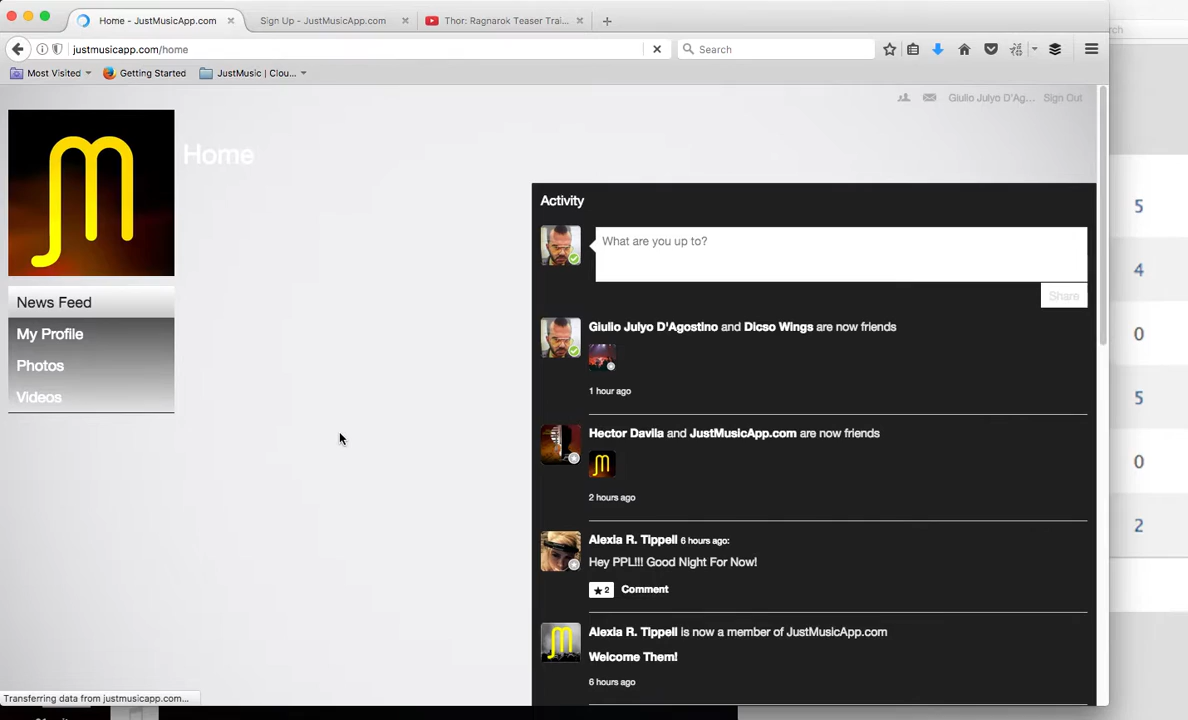 Home - JustMusicApp.com
Sign Up - JustMusicApp.com
Thor: Ragnarok Teaser Trai...
justmusicapp.com/home
Search
Most Visited
Getting Started
JustMusic | Clou...
Giulio Julyo D'Ag...
Sign Out
Home
Activity
What are you up to?
Share
News Feed
My Profile
Photos
Videos
Giulio Julyo D'Agostino and Dicso Wings are now friends
1 hour ago
Hector Davila and JustMusicApp.com are now friends
2 hours ago
Alexia R. Tippell 6 hours ago:
Hey PPL!!! Good Night For Now!
★ 2 Comment
Alexia R. Tippell is now a member of JustMusicApp.com
Welcome Them!
6 hours ago
Transferring data from justmusicapp.com...
5
4
0
5
0
2